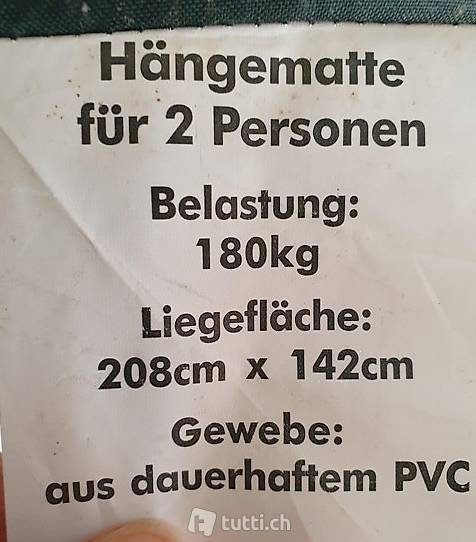 Hängematte
für 2 Personen
Belastung:
180kg
Liegefläche:
208cm x 142cm
Gewebe:
aus dauerhaftem PVC
tutti.ch